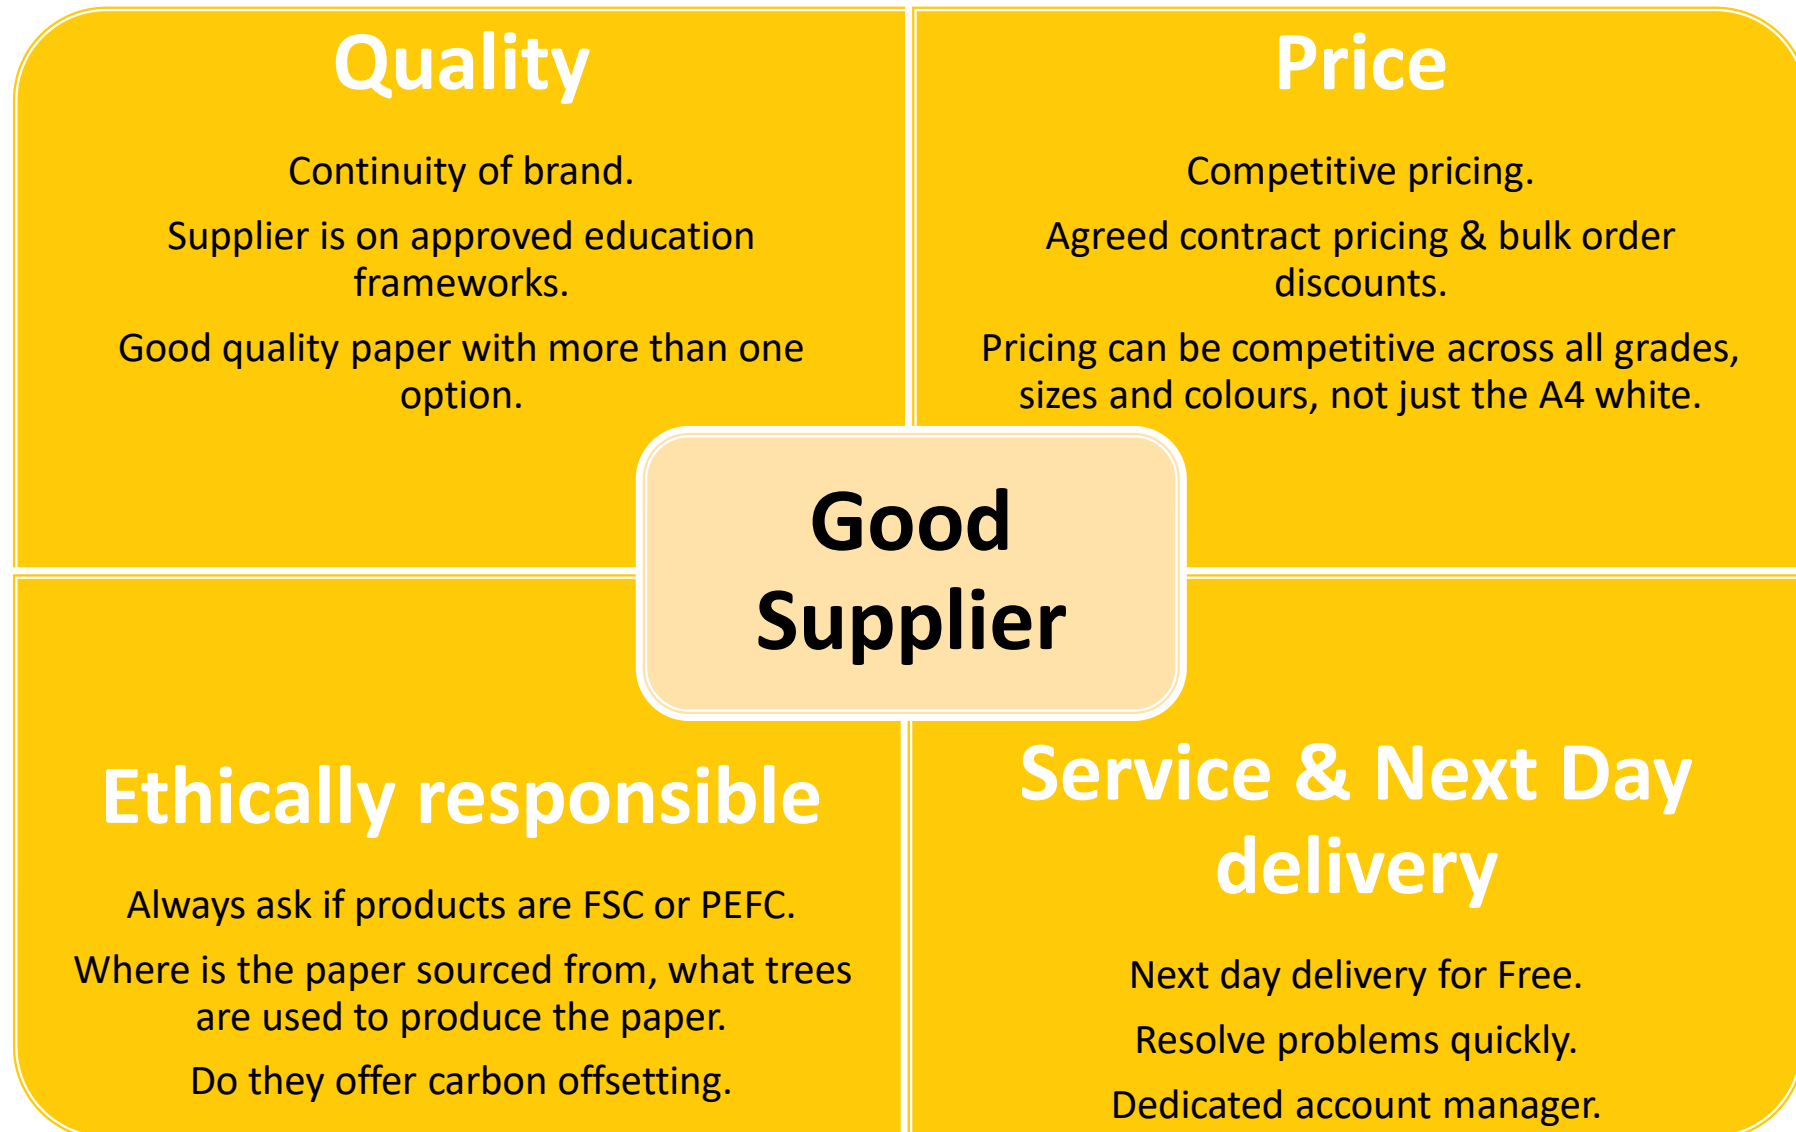 Quality
Continuity of brand.
Supplier is on approved education
frameworks.
Good quality paper with more than one
option.
Price
Competitive pricing.
Agreed contract pricing & bulk order
discounts.
Pricing can be competitive across all grades,
sizes and colours, not just the A4 white.
Good
Supplier
Ethically responsible
Always ask if products are FSC or PEFC.
Where is the paper sourced from, what trees
are used to produce the paper.
Do they offer carbon offsetting.
Service & Next Day
delivery
Next day delivery for Free.
Resolve problems quickly.
Dedicated account manager.